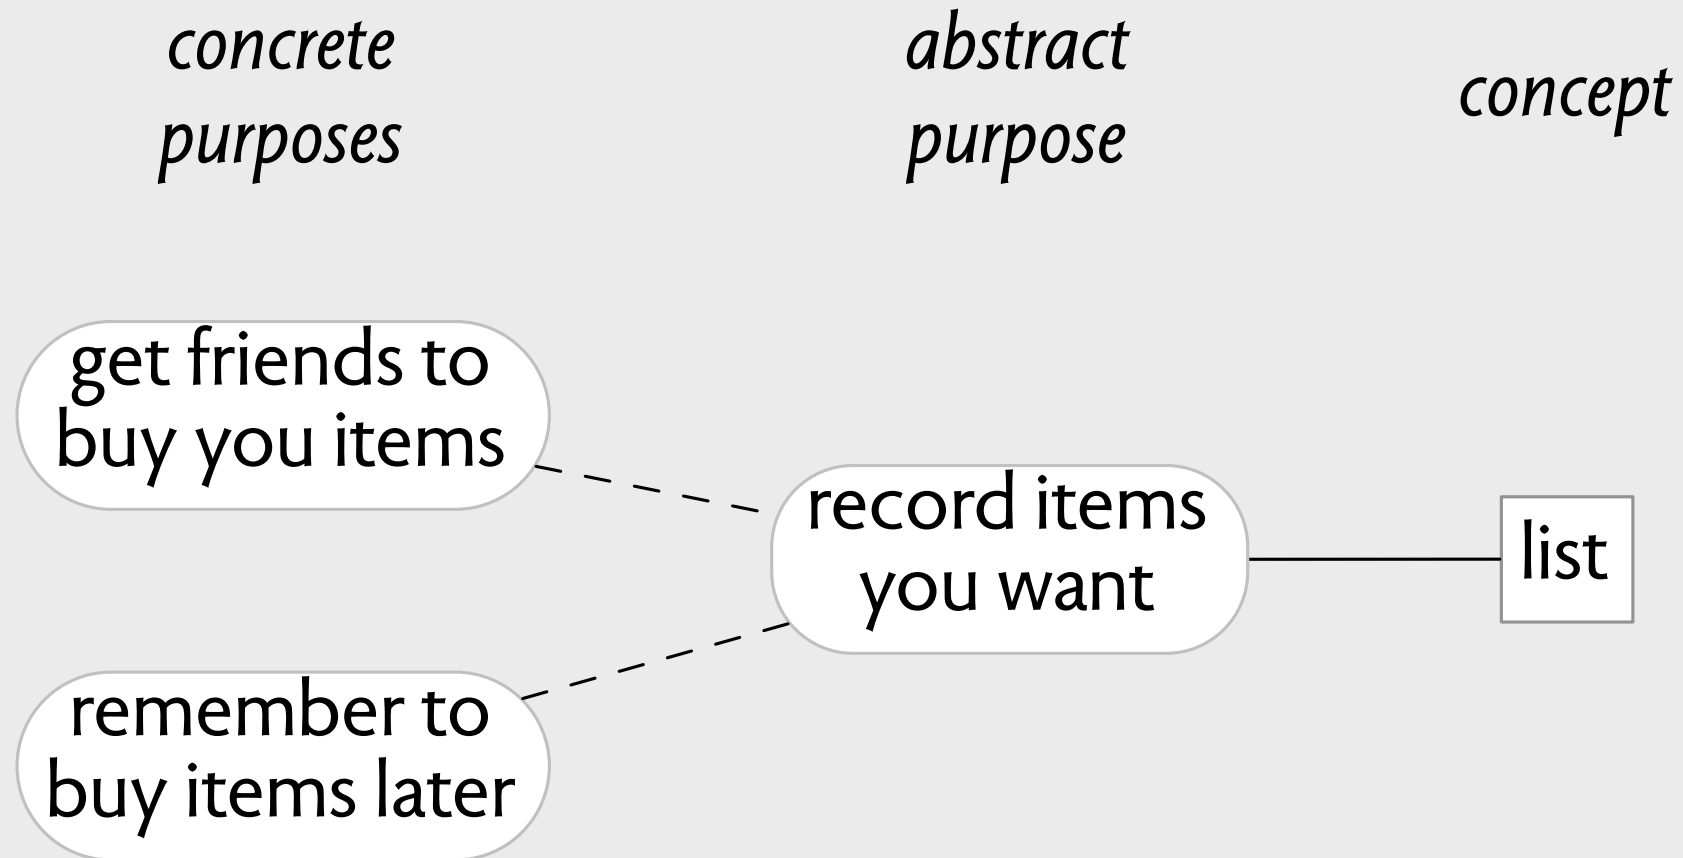 concrete
purposes
abstract
purpose
concept
get friends to
buy you items
remember to
buy items later
record items
you want
list